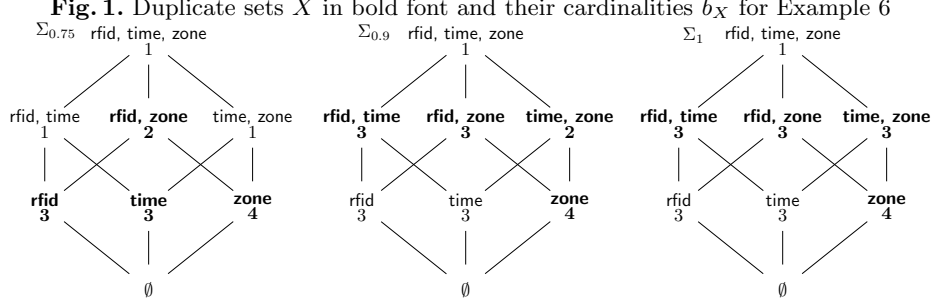 Fig. 1. Duplicate sets X in bold font and their cardinalities b_X for Example 6
Σ_0.75 rfid, time, zone Σ_0.9 rfid, time, zone Σ_1 rfid, time, zone
1 1 1
rfid, time rfid, zone time, zone rfid, time rfid, zone time, zone rfid, time rfid, zone time, zone
1 2 1 3 3 2 3 3 3
rfid time zone rfid time zone rfid time zone
3 3 4 3 3 4 3 3 4
∅ ∅ ∅